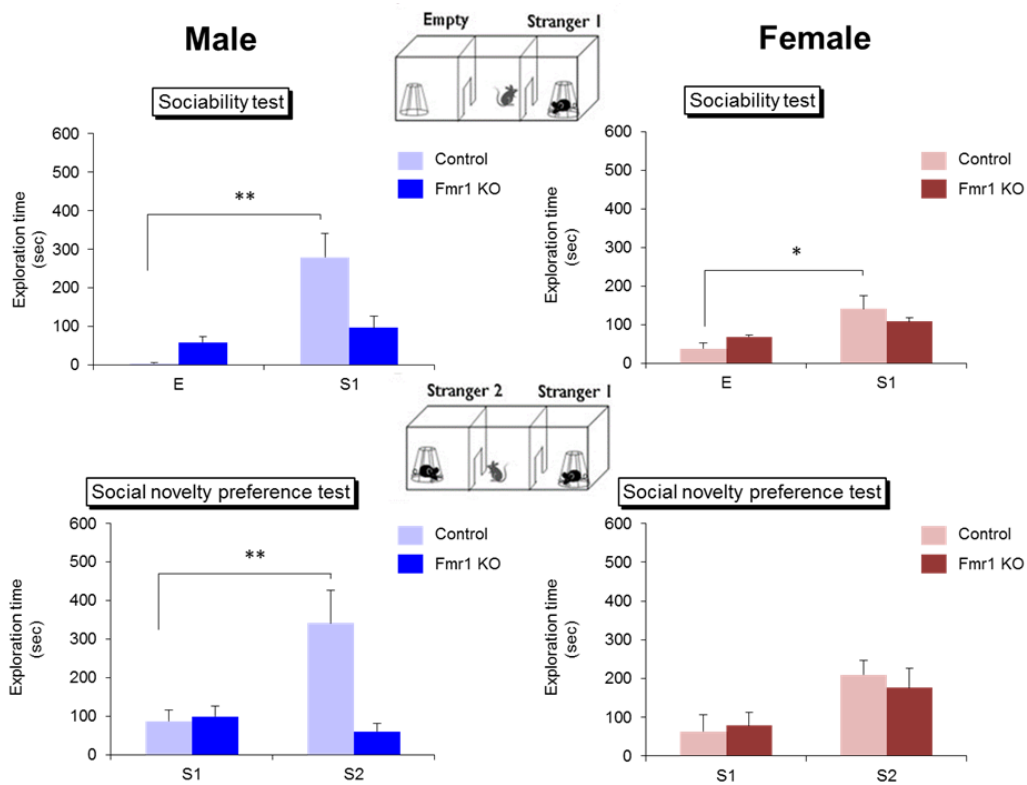 Male
Empty
Stranger 1
Female
Sociability test
600
500
400
300
200
100
0
Exploration time
(sec)
**
Control
Fmr1 KO
E
S1
Sociability test
600
500
400
300
200
100
0
Exploration time
(sec)
*
Control
Fmr1 KO
E
S1
Stranger 2
Stranger 1
Social novelty preference test
600
500
400
300
200
100
0
Exploration time
(sec)
**
Control
Fmr1 KO
S1
S2
Social novelty preference test
600
500
400
300
200
100
0
Exploration time
(sec)
Control
Fmr1 KO
S1
S2